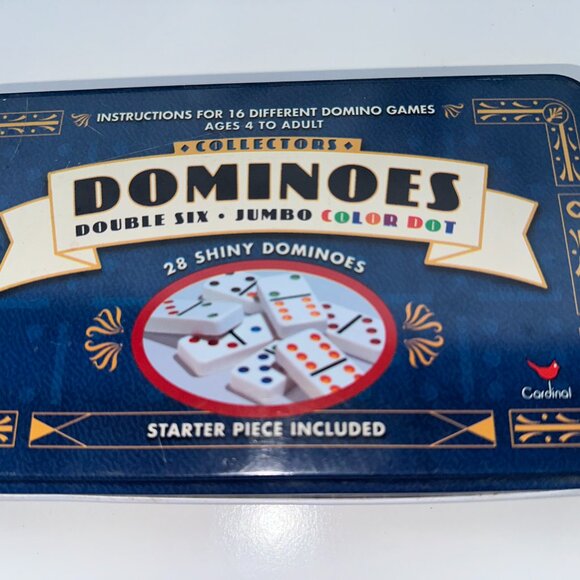 INSTRUCTIONS FOR 16 DIFFERENT DOMINO GAMES
AGES 4 TO ADULT
COLLECTORS
DOMINOES
DOUBLE SIX • JUMBO COLOR DOT
28 SHINY DOMINOES
STARTER PIECE INCLUDED
Cardinal